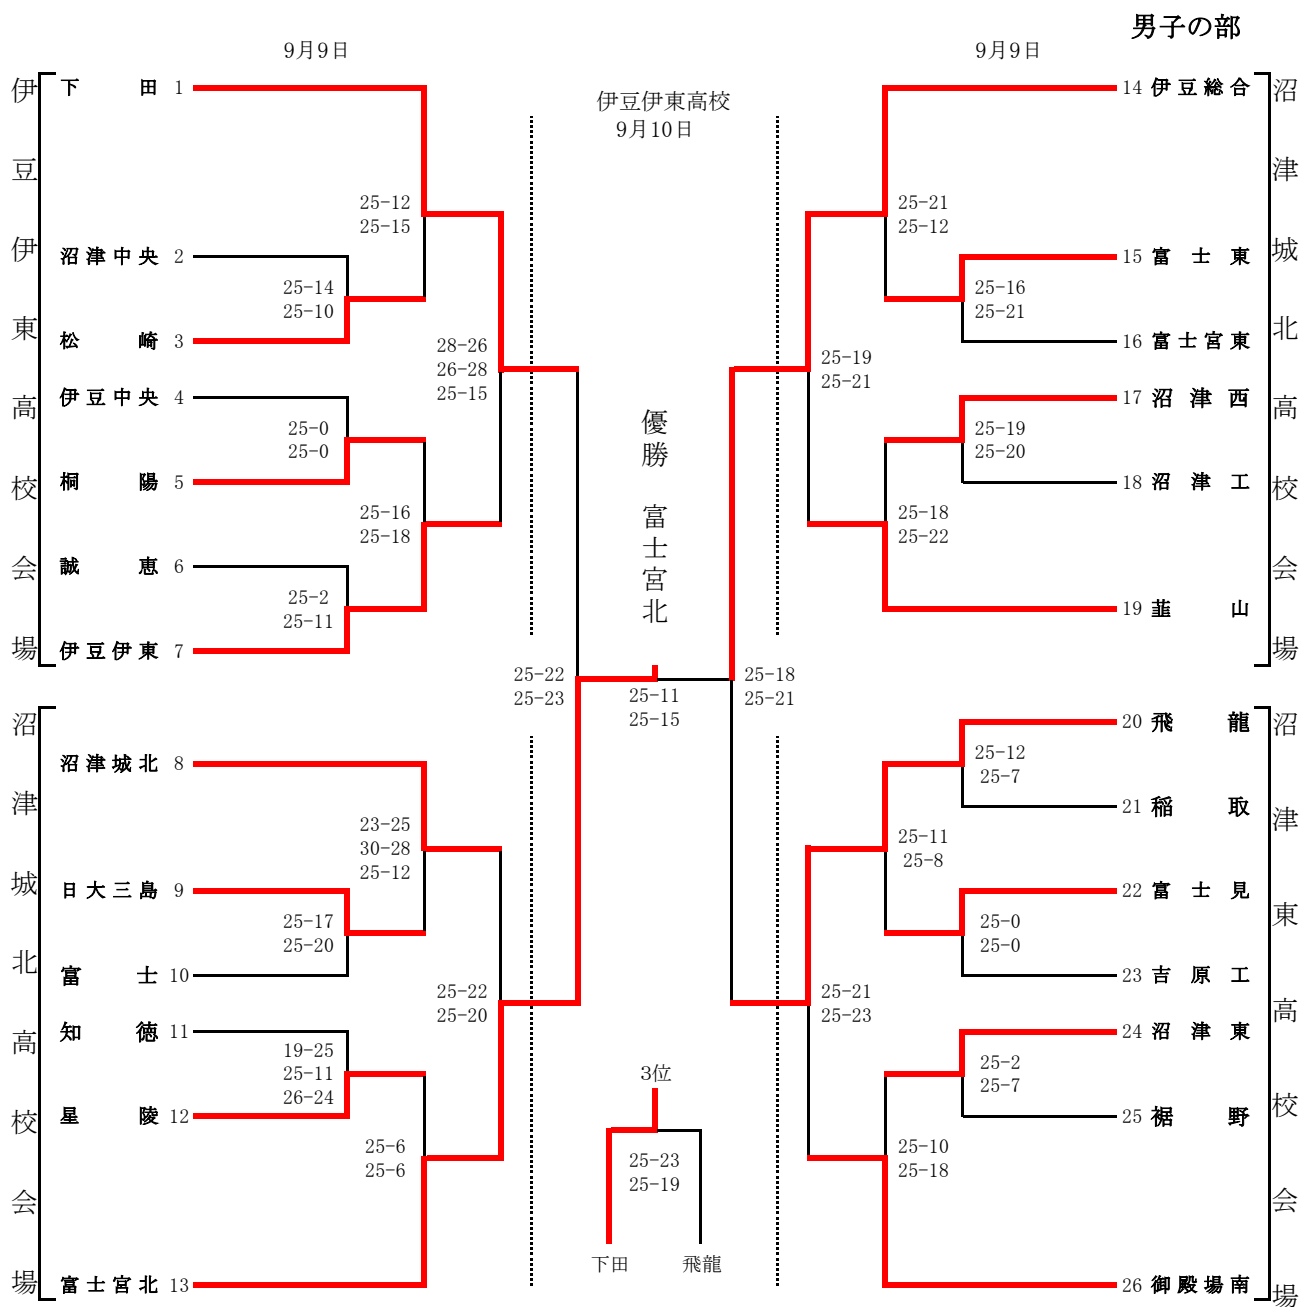 男子の部
9月9日
9月9日
伊豆伊東高校
9月10日
伊豆伊東高校会場
下田 1
沼津中央 2
松崎 3
伊豆中央 4
桐陽 5
誠恵 6
伊豆伊東 7
25-12
25-15
25-14
25-10
28-26
26-28
25-15
25-0
25-0
25-16
25-18
25-2
25-11
沼津城北高校会場
沼津城北 8
日大三島 9
富士 10
知徳 11
星陵 12
富士宮北 13
23-25
30-28
25-12
25-17
25-20
25-22
25-20
19-25
25-11
26-24
25-6
25-6
優勝 富士宮北
25-22
25-23
25-11
25-15
25-18
25-21
3位
25-23
25-19
下田
飛龍
沼津城北高校会場
14 伊豆総合
15 富士東
16 富士宮東
17 沼津西
18 沼津工
19 韮山
25-21
25-12
25-16
25-21
25-19
25-21
25-19
25-20
25-18
25-22
沼津東高校会場
20 飛龍
21 稲取
22 富士見
23 吉原工
24 沼津東
25 裾野
26 御殿場南
25-12
25-7
25-11
25-8
25-0
25-0
25-21
25-23
25-2
25-7
25-10
25-18